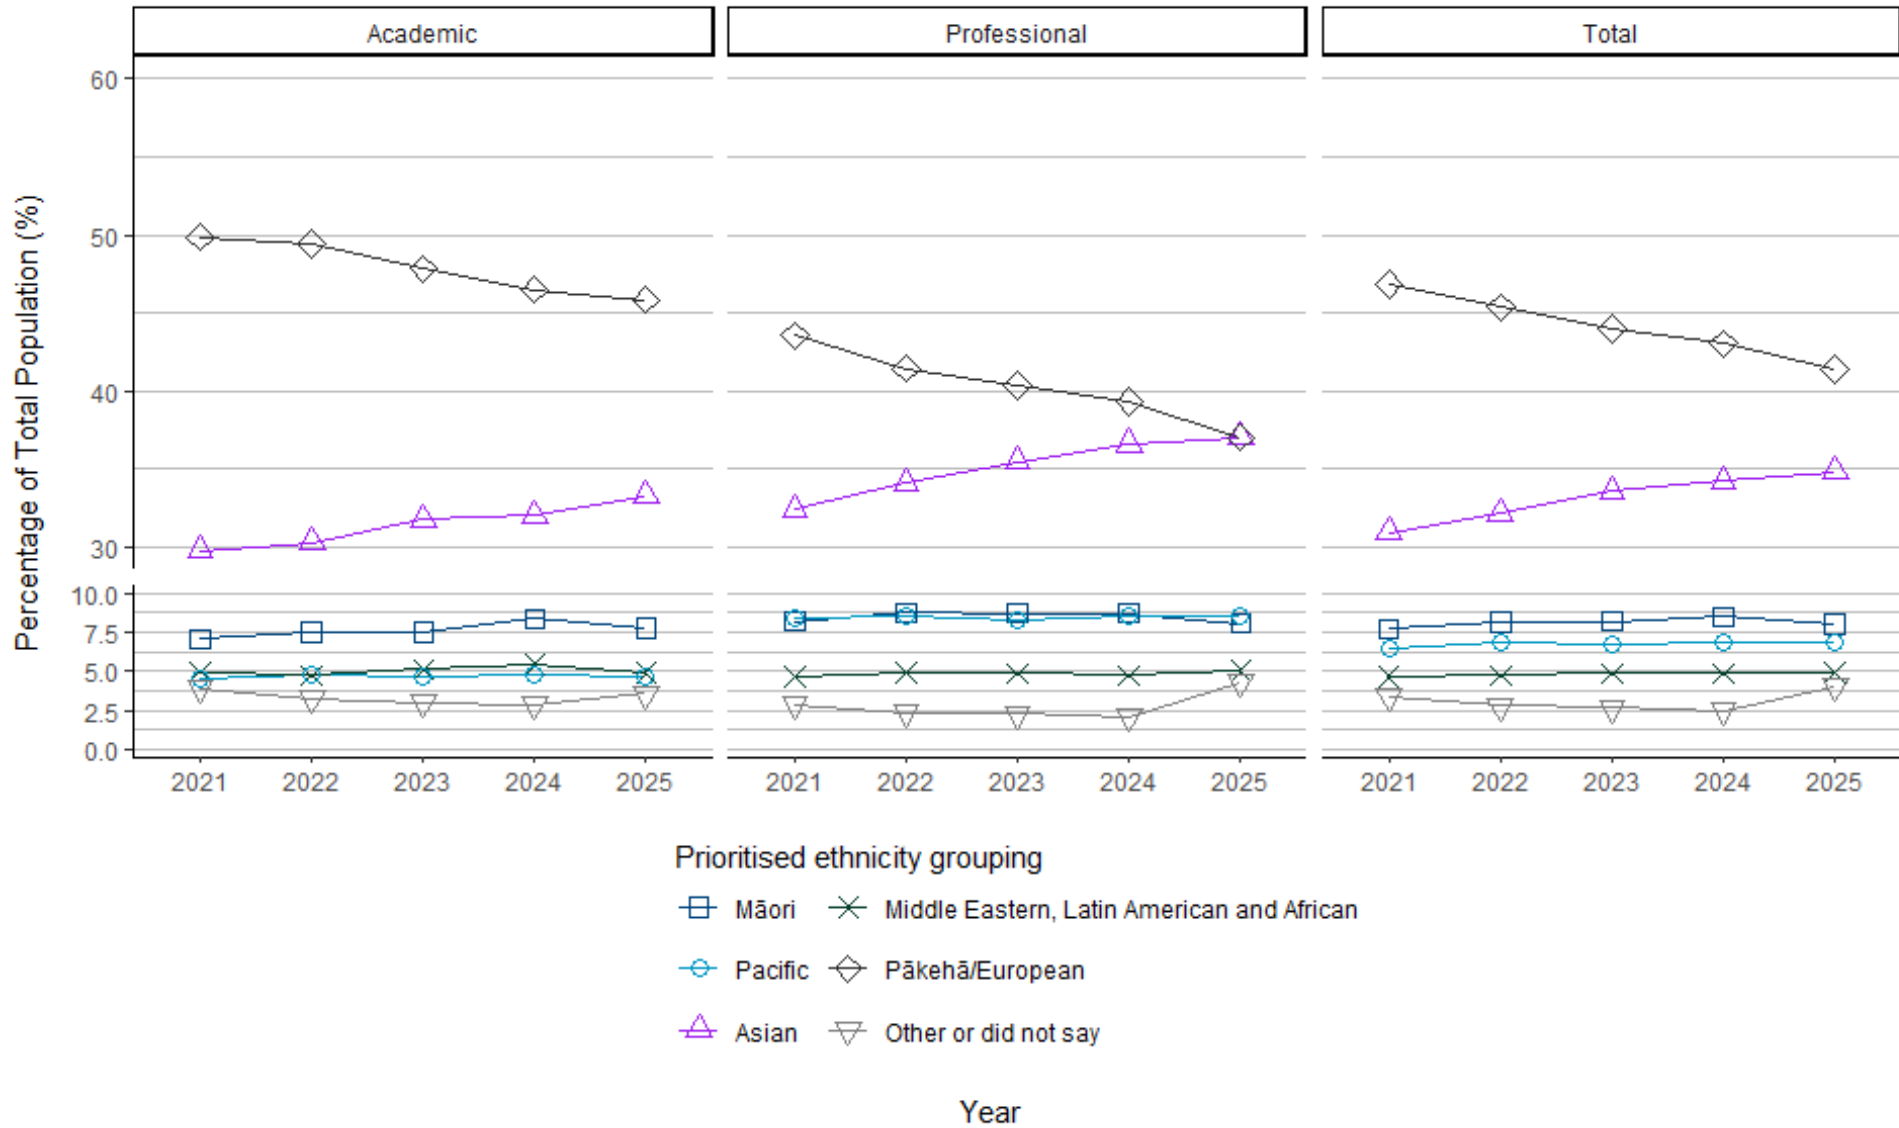 Academic
Professional
Total
Percentage of Total Population (%)
60
50
40
30
10.0
7.5
5.0
2.5
0.0
2021 2022 2023 2024 2025
2021 2022 2023 2024 2025
2021 2022 2023 2024 2025
Prioritised ethnicity grouping
Māori
Middle Eastern, Latin American and African
Pacific
Pākehā/European
Asian
Other or did not say
Year